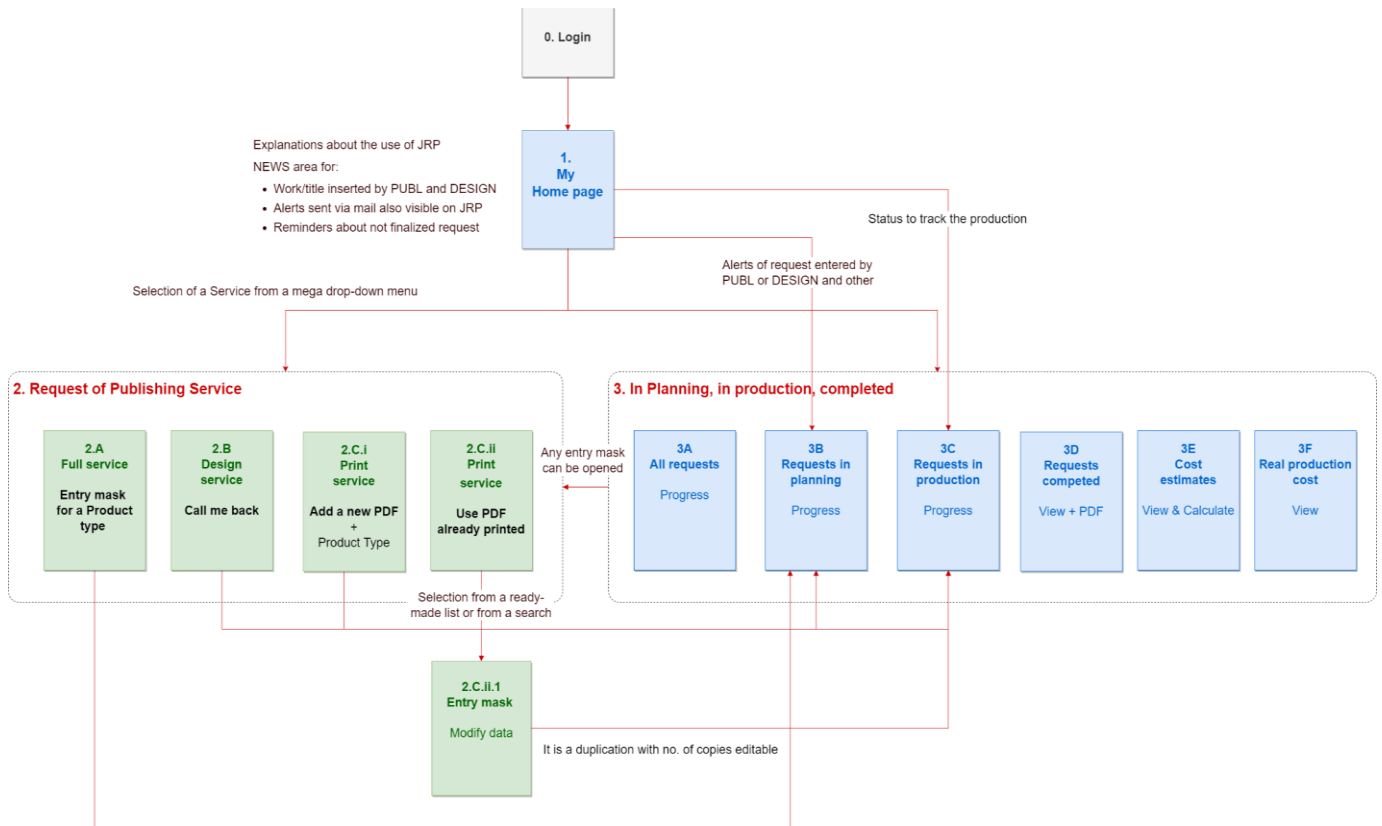 0. Login
Explanations about the use of JRP
NEWS area for:
• Work/title inserted by PUBL and DESIGN
• Alerts sent via mail also visible on JRP
• Reminders about not finalized request
1.
My
Home page
Status to track the production
Alerts of request entered by
PUBL or DESIGN and other
Selection of a Service from a mega drop-down menu
2. Request of Publishing Service
2.A
Full service
Entry mask
for a Product
type
2.B
Design
service
Call me back
2.C.i
Print
service
Add a new PDF
+
Product Type
2.C.ii
Print
service
Use PDF
already printed
Any entry mask
can be opened
3. In Planning, in production, completed
3A
All requests
Progress
3B
Requests in
planning
Progress
3C
Requests in
production
Progress
3D
Requests
competed
View + PDF
3E
Cost
estimates
View & Calculate
3F
Real production
cost
View
Selection from a ready-
made list or from a search
2.C.ii.1
Entry mask
Modify data
It is a duplication with no. of copies editable